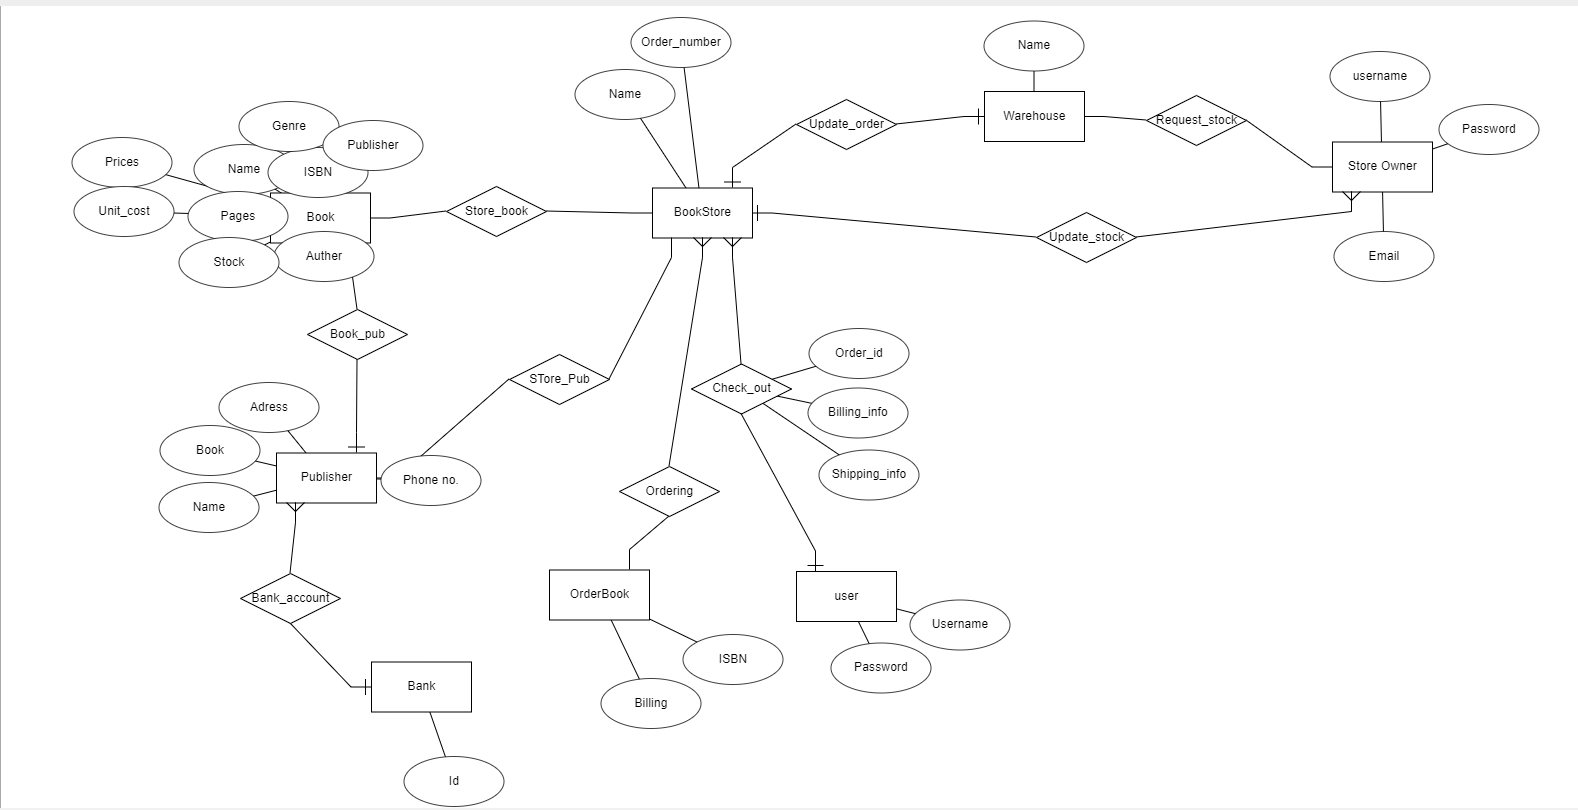 Order_number
Name
Name
Update_order
Warehouse
Request_stock
username
Password
Store Owner
Email
Genre
Publisher
Prices
Name
ISBN
Unit_cost
Pages
Book
Stock
Auther
Store_book
BookStore
Update_stock
Book_pub
STore_Pub
Check_out
Order_id
Billing_info
Shipping_info
Adress
Book
Publisher
Name
Phone no.
Ordering
Bank_account
OrderBook
user
Username
Password
ISBN
Billing
Bank
Id